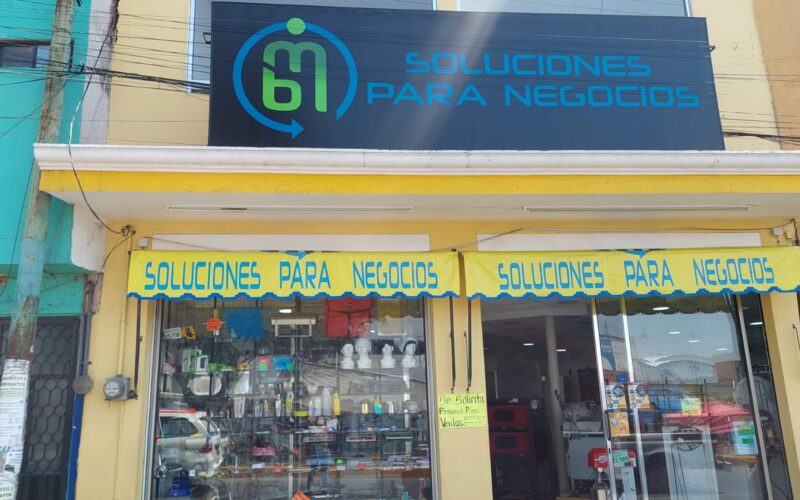 SOLUCIONES
PARA NEGOCIOS
SOLUCIONES PARA NEGOCIOS
SOLUCIONES PARA NEGOCIOS
Se Solicita
Personal Para
Ventas.